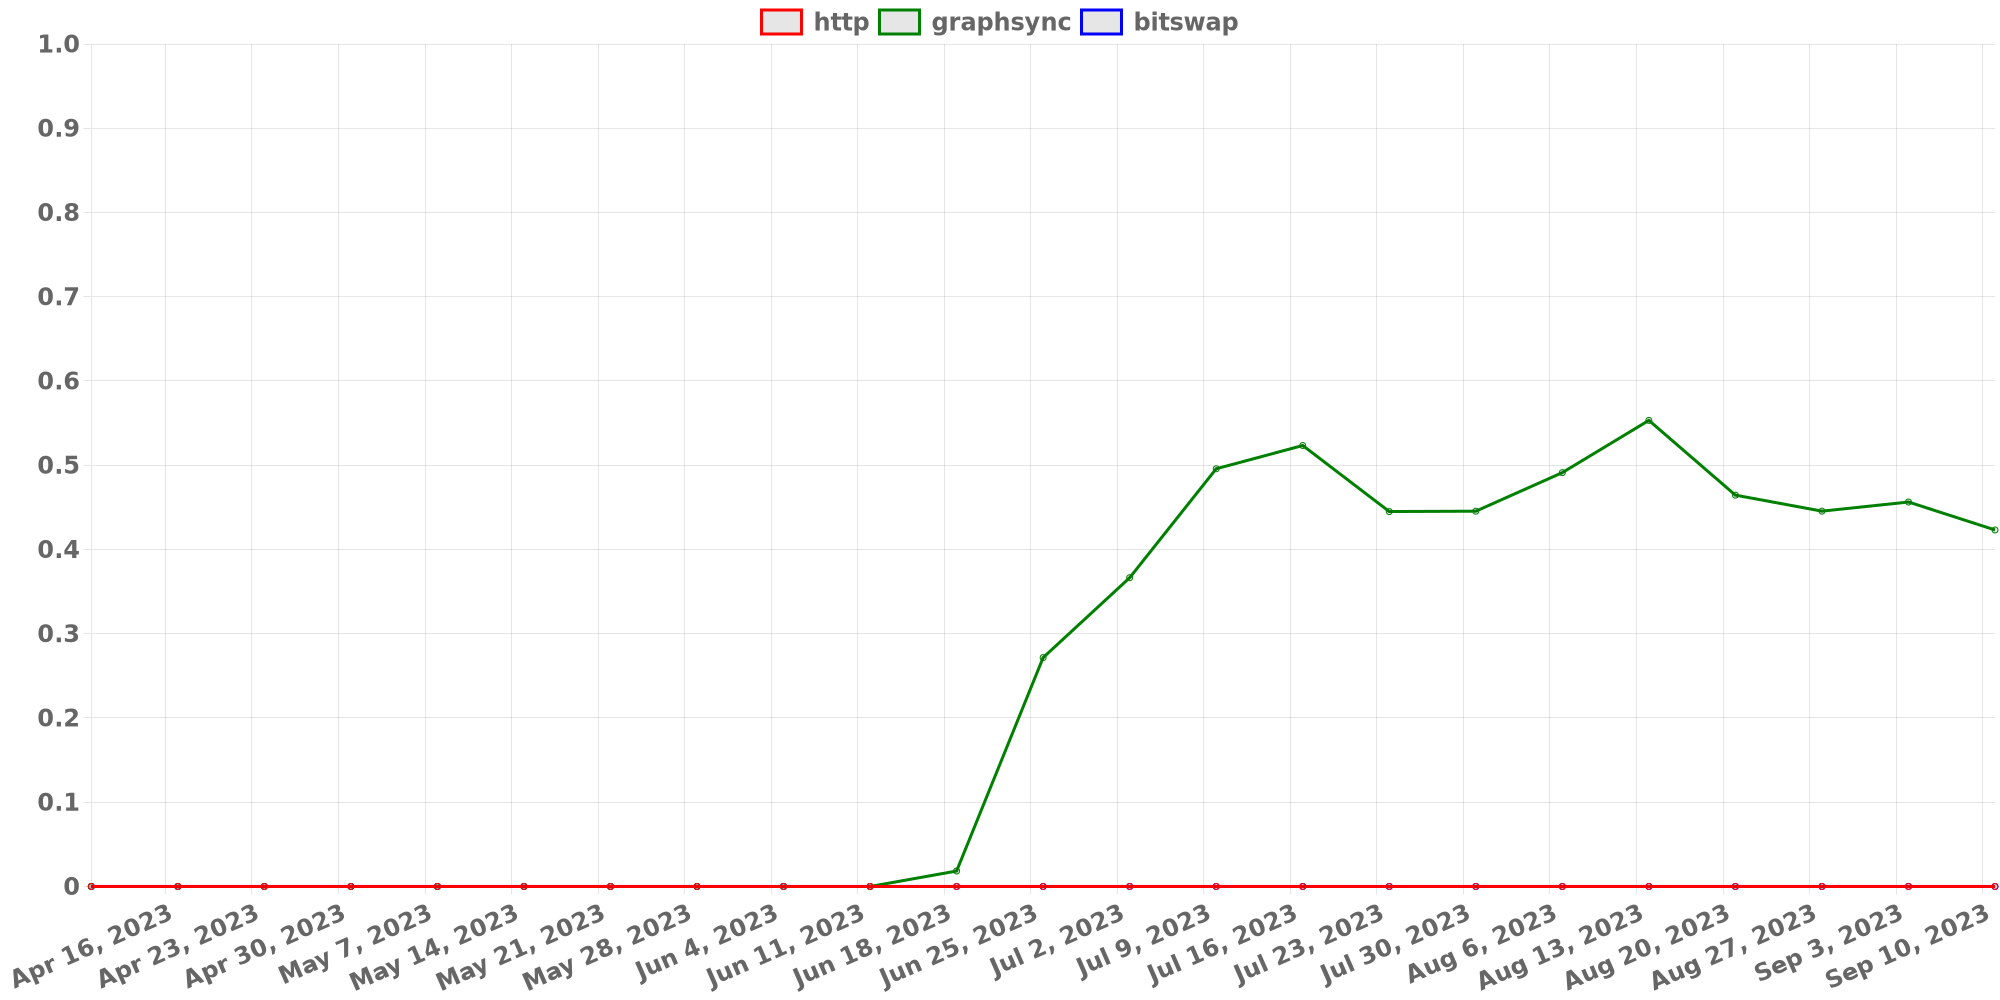 http graphsync bitswap
1.0
0.9
0.8
0.7
0.6
0.5
0.4
0.3
0.2
0.1
0
Apr 16, 2023
Apr 23, 2023
Apr 30, 2023
May 7, 2023
May 14, 2023
May 21, 2023
May 28, 2023
Jun 4, 2023
Jun 11, 2023
Jun 18, 2023
Jun 25, 2023
Jul 2, 2023
Jul 9, 2023
Jul 16, 2023
Jul 23, 2023
Jul 30, 2023
Aug 6, 2023
Aug 13, 2023
Aug 20, 2023
Aug 27, 2023
Sep 3, 2023
Sep 10, 2023